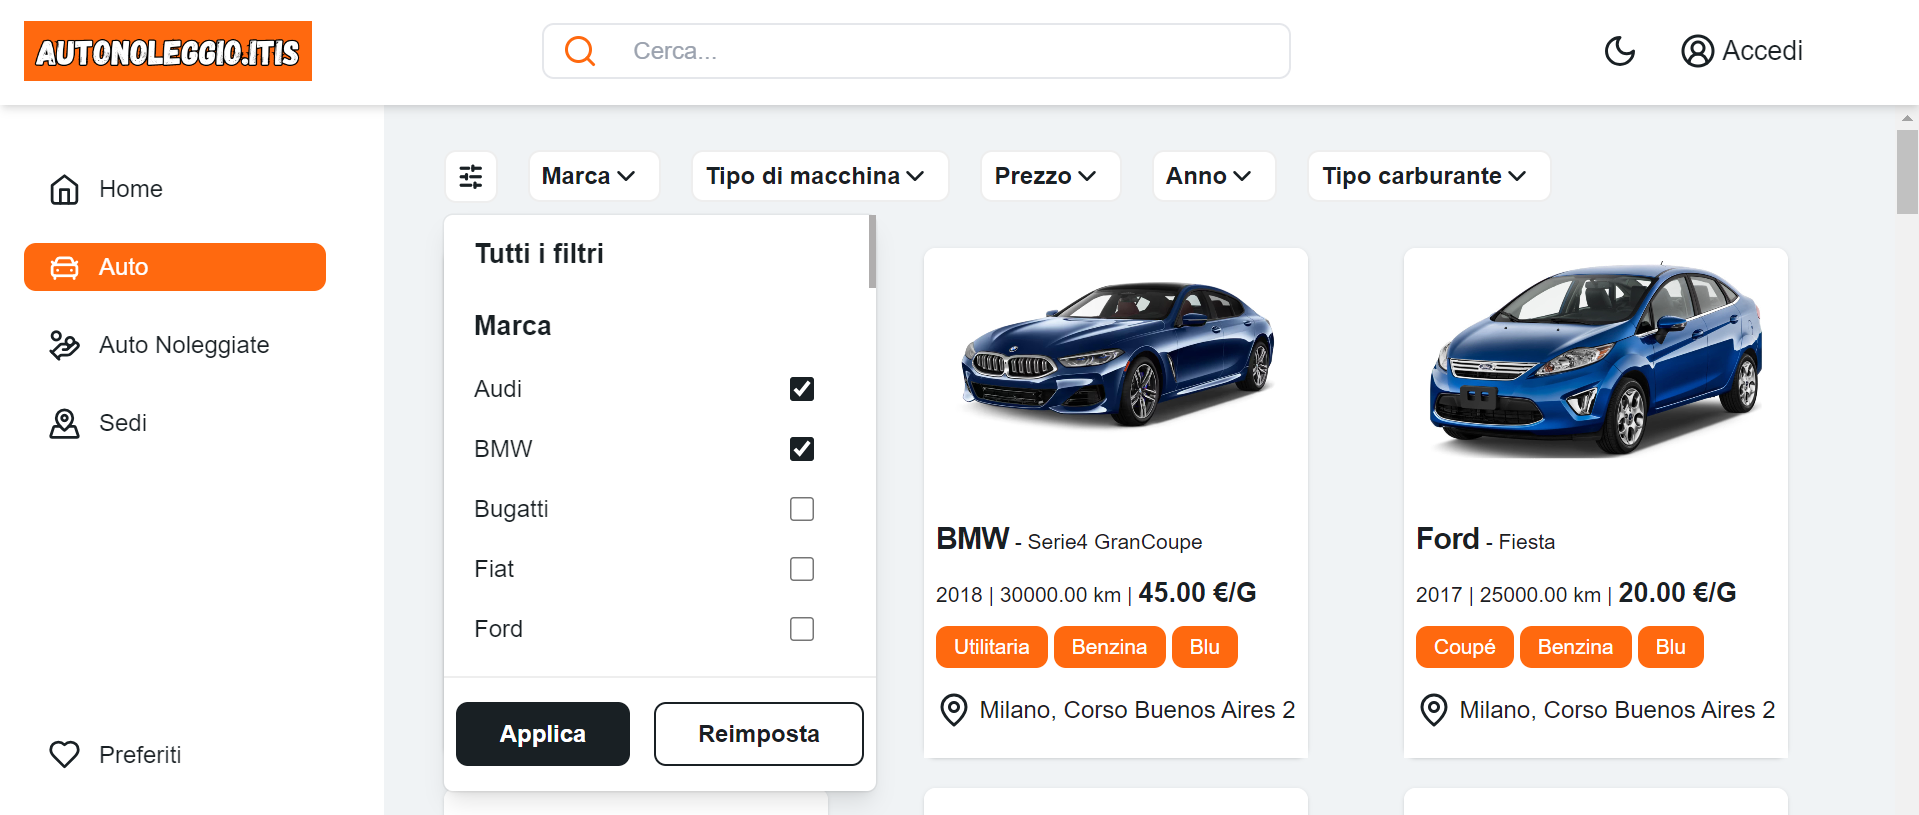 AUTONOLEGGIO.ITIS
Cerca...
Accedi
Home
Auto
Auto Noleggiate
Sedi
Preferiti
Marca
Tipo di macchina
Prezzo
Anno
Tipo carburante
Tutti i filtri
Marca
Audi
BMW
Bugatti
Fiat
Ford
Applica
Reimposta
BMW - Serie4 GranCoupe
2018 | 30000.00 km | 45.00 €/G
Utilitaria
Benzina
Blu
Milano, Corso Buenos Aires 2
Ford - Fiesta
2017 | 25000.00 km | 20.00 €/G
Coupé
Benzina
Blu
Milano, Corso Buenos Aires 2